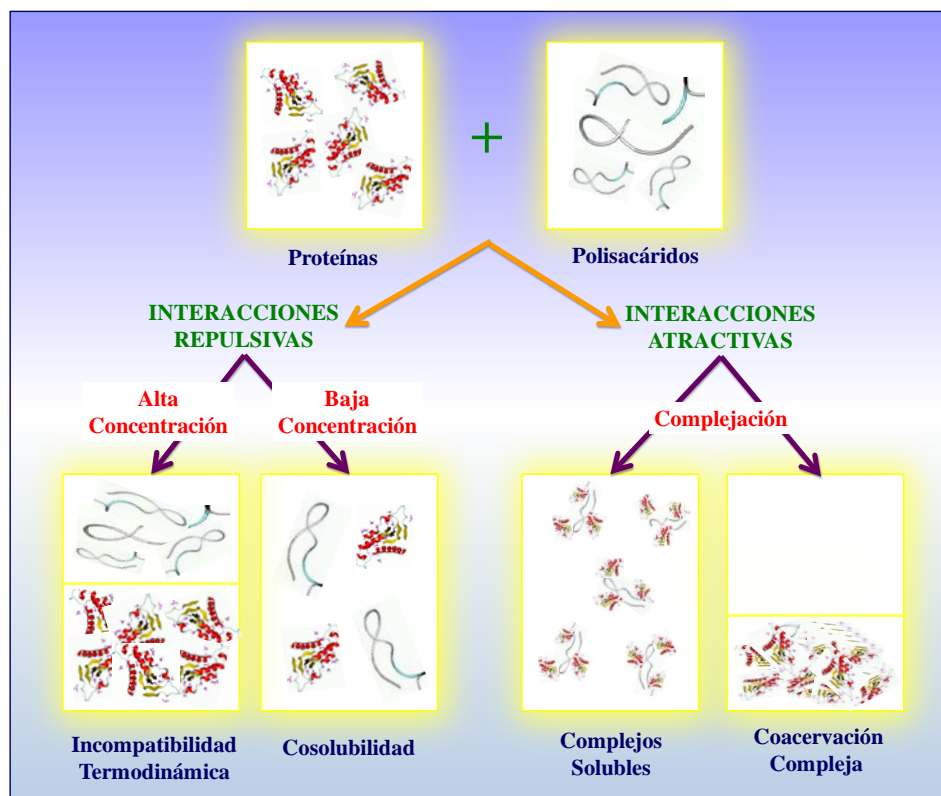 +
Proteínas
Polisacáridos
INTERACCIONES
REPULSIVAS
INTERACCIONES
ATRACTIVAS
Alta
Concentración
Baja
Concentración
Complejación
Incompatibilidad
Termodinámica
Cosolubilidad
Complejos
Solubles
Coacervación
Compleja